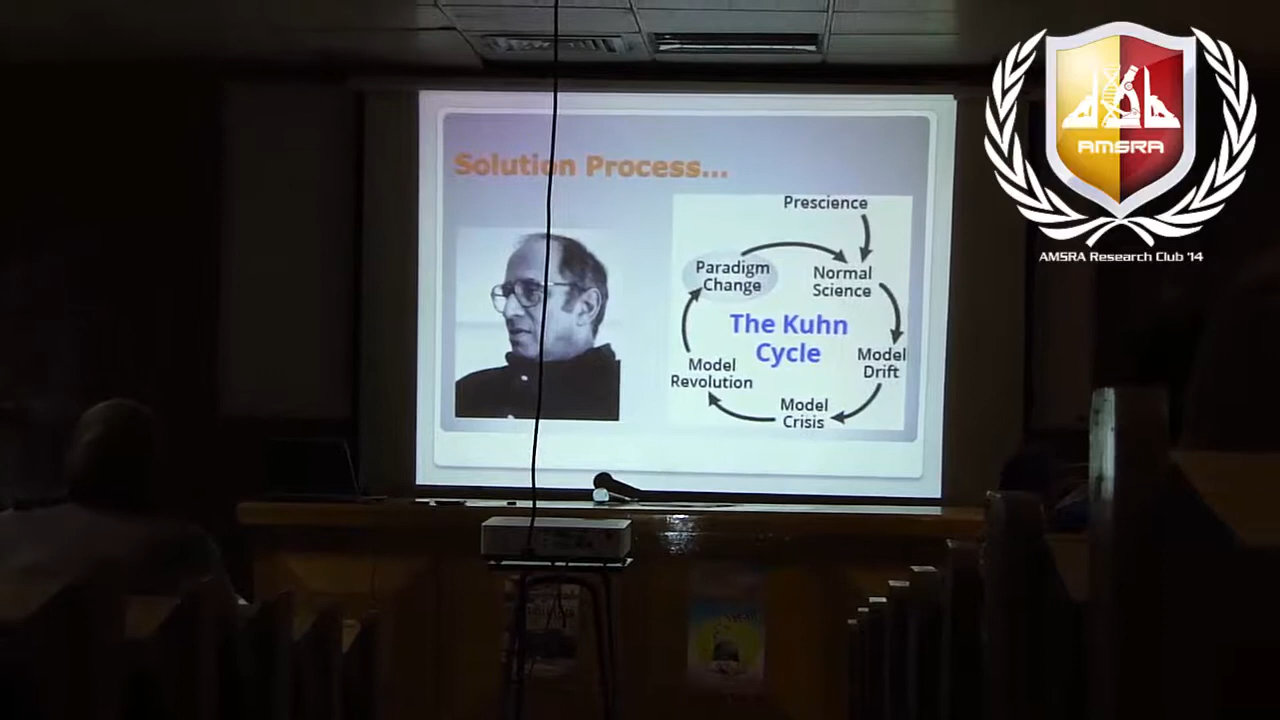 Solution Process...
Prescience
Paradigm
Change
Normal
Science
The Kuhn
Cycle
Model
Drift
Model
Revolution
Model
Crisis
AMSRA
AMSRA Research Club '14